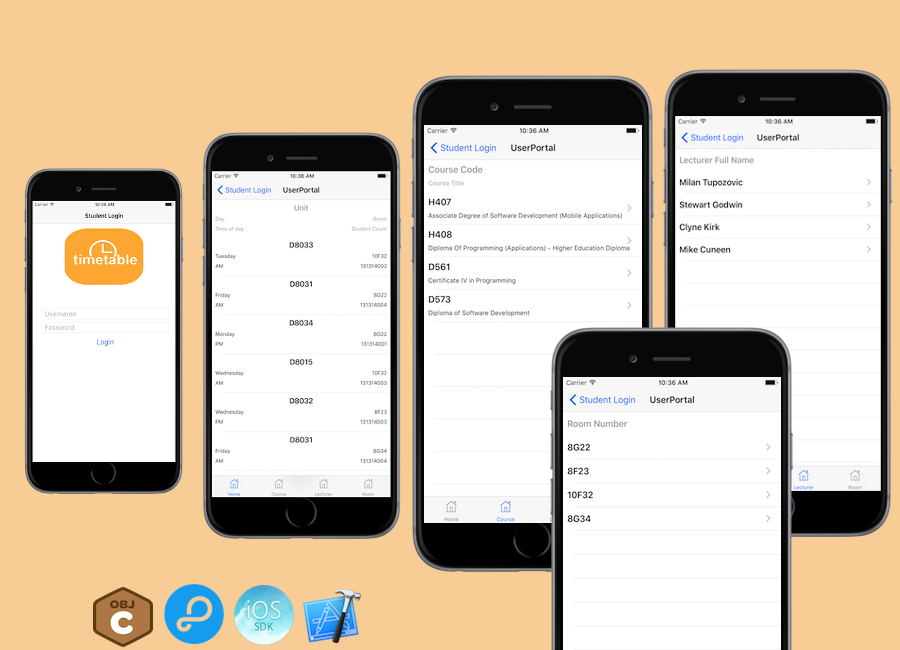 Carrier 10:36 AM
Student Login
timetable
Username
Password
Login
Carrier 10:36 AM
Student Login UserPortal
Unit
Day Room
Time of day Student Count
D8033
Tuesday 10F32
AM 131314002
D8031
Friday 8G22
AM 131314004
D8034
Monday 8G22
PM 131314001
D8015
Wednesday 10F32
AM 131314003
D8032
Wednesday 8F23
PM 131314003
D8031
Friday 8G34
AM 131314004
Home Course Lecturer Room
Carrier 10:36 AM
Student Login UserPortal
Course Code
Course Title
H407
Associate Degree of Software Development (Mobile Applications)
H408
Diploma Of Programming (Applications) - Higher Education Diploma
D561
Certificate IV in Programming
D573
Diploma of Software Development
Home Course
Carrier 10:36 AM
Student Login UserPortal
Lecturer Full Name
Milan Tupozovic
Stewart Godwin
Clyne Kirk
Mike Cuneen
Lecturer Room
Carrier 10:36 AM
Student Login UserPortal
Room Number
8G22
8F23
10F32
8G34
OBJ
C
iOS
SDK